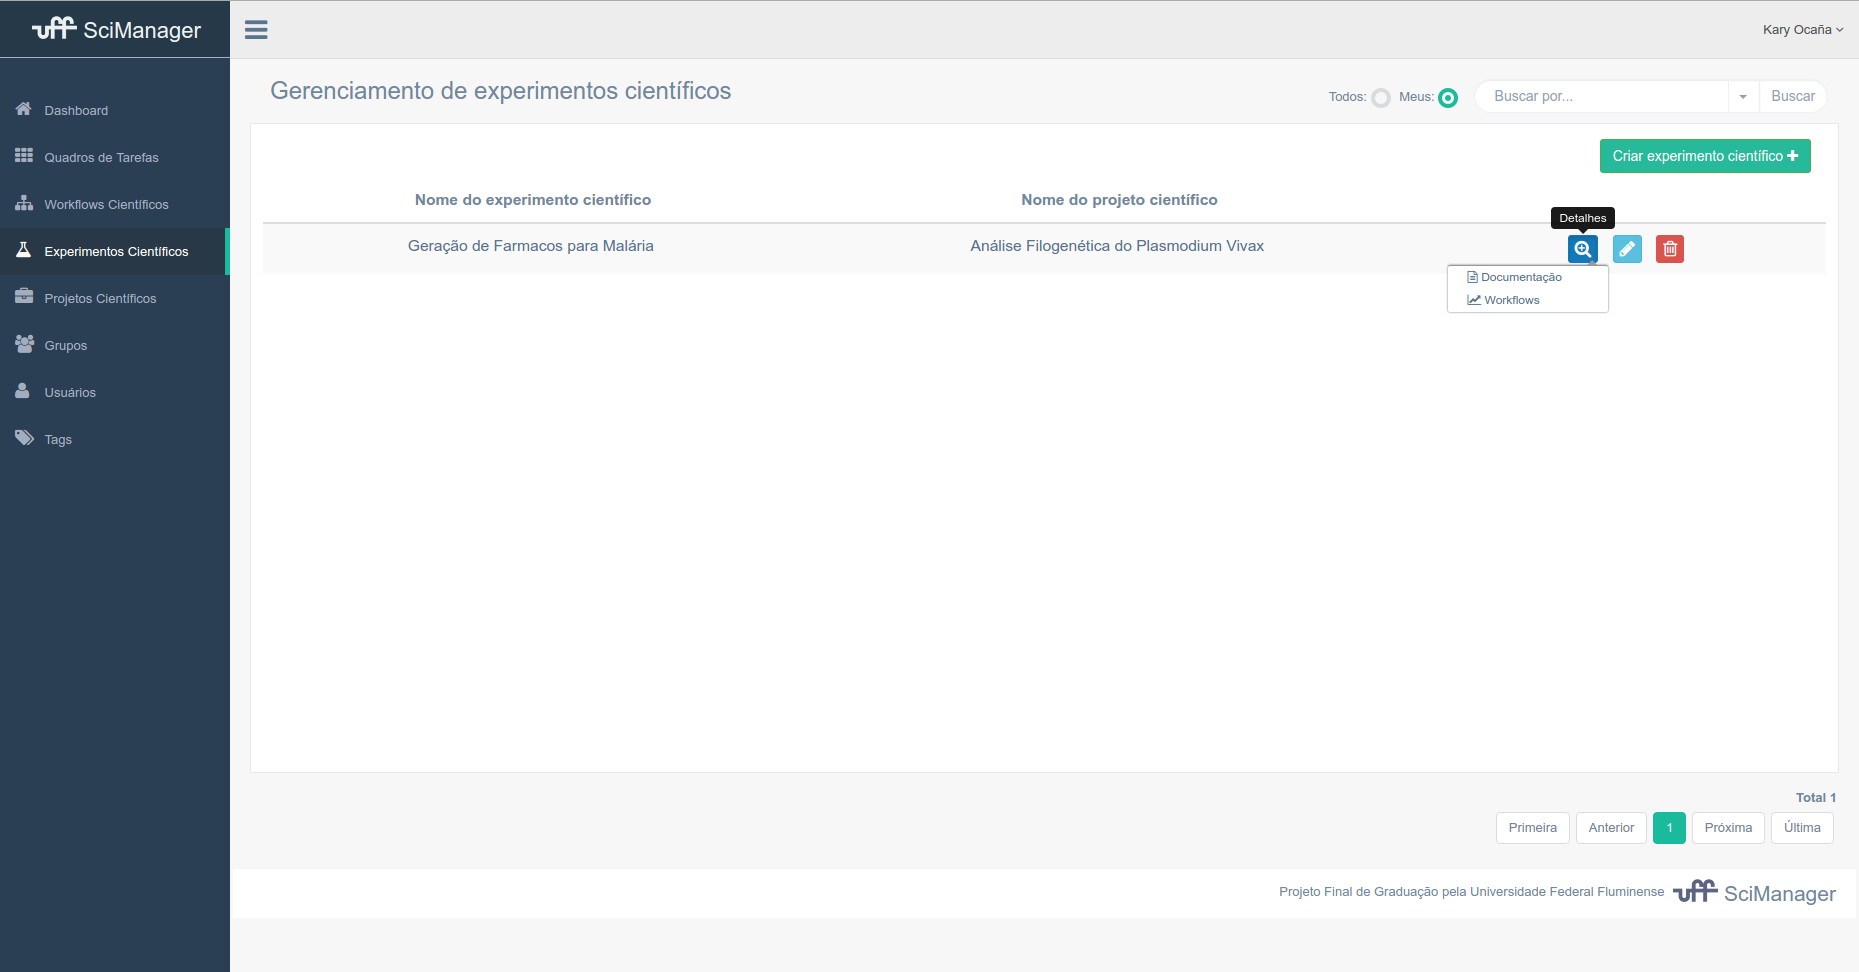 uff SciManager
Kary Ocaña
Dashboard
Quadros de Tarefas
Workflows Científicos
Experimentos Científicos
Projetos Científicos
Grupos
Usuários
Tags
Gerenciamento de experimentos científicos
Todos: Meus: Buscar por... Buscar
Criar experimento científico
Nome do experimento científico Nome do projeto científico
Detalhes
Geração de Farmacos para Malária Análise Filogenética do Plasmodium Vivax
Documentação
Workflows
Total 1
Primeira Anterior 1 Próxima Última
Projeto Final de Graduação pela Universidade Federal Fluminense uff SciManager